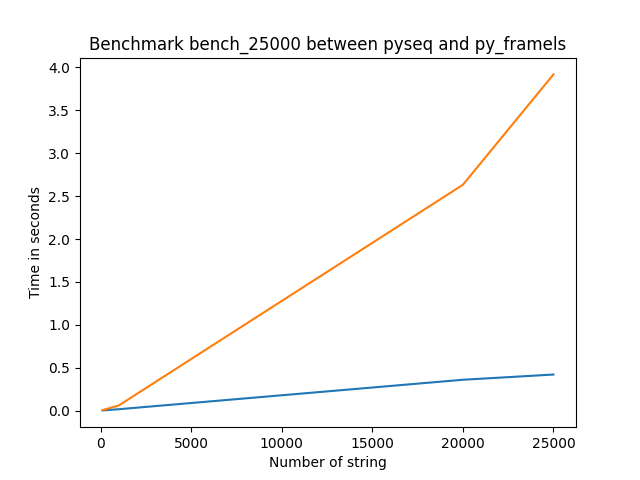 Benchmark bench_25000 between pyseq and py_framels
4.0
3.5
3.0
2.5
2.0
1.5
1.0
0.5
0.0
Time in seconds
0 5000 10000 15000 20000 25000
Number of string